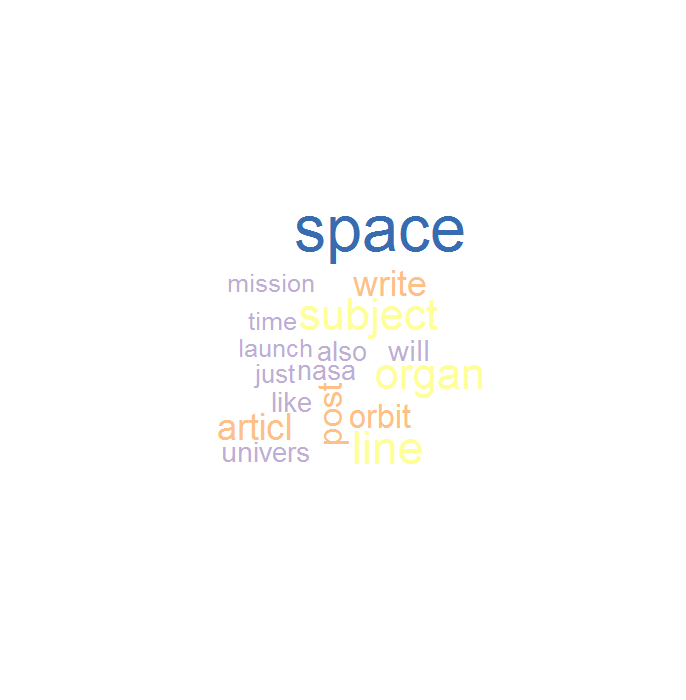 space
mission
write
subject
time
launch
also
will
just
nasa
organ
like
post
orbit
articl
line
univers